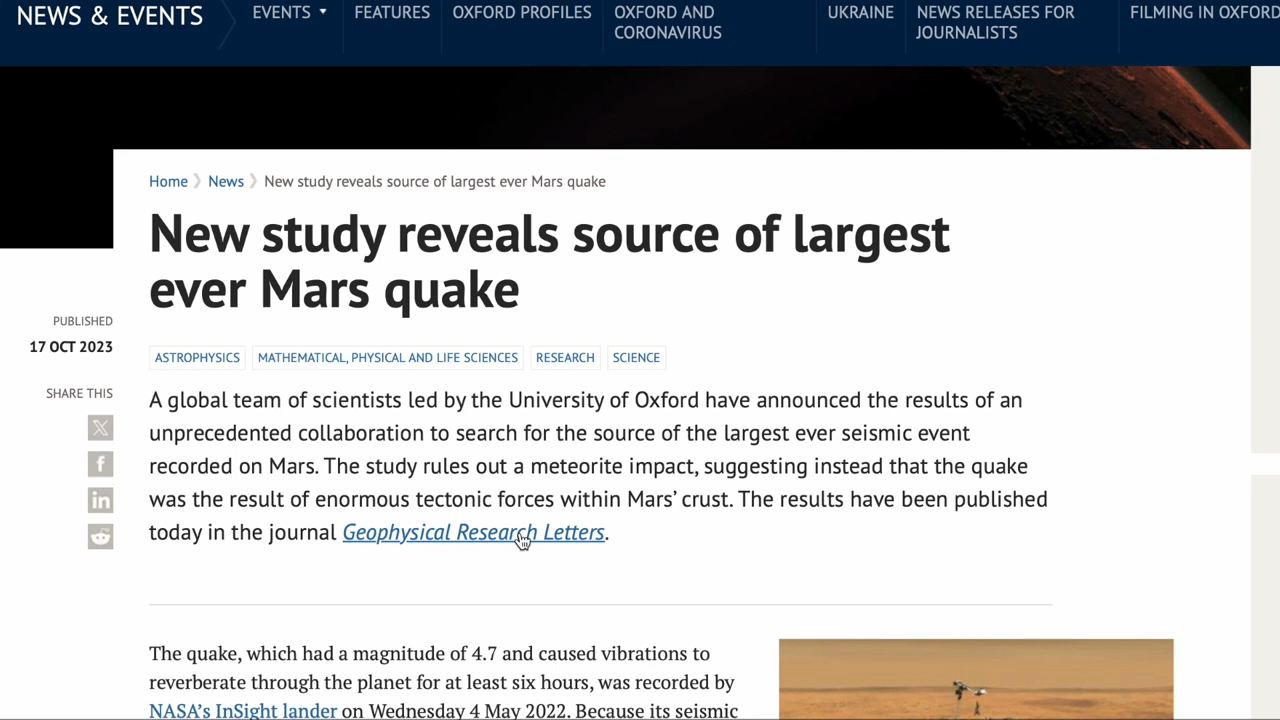 NEWS & EVENTS
EVENTS
FEATURES
OXFORD PROFILES
OXFORD AND
CORONAVIRUS
UKRAINE
NEWS RELEASES FOR
JOURNALISTS
FILMING IN OXFORD
Home
News
New study reveals source of largest ever Mars quake
New study reveals source of largest
ever Mars quake
PUBLISHED
17 OCT 2023
SHARE THIS
ASTROPHYSICS
MATHEMATICAL, PHYSICAL AND LIFE SCIENCES
RESEARCH
SCIENCE
A global team of scientists led by the University of Oxford have announced the results of an
unprecedented collaboration to search for the source of the largest ever seismic event
recorded on Mars. The study rules out a meteorite impact, suggesting instead that the quake
was the result of enormous tectonic forces within Mars’ crust. The results have been published
today in the journal Geophysical Research Letters.
The quake, which had a magnitude of 4.7 and caused vibrations to
reverberate through the planet for at least six hours, was recorded by
NASA’s InSight lander on Wednesday 4 May 2022. Because its seismic